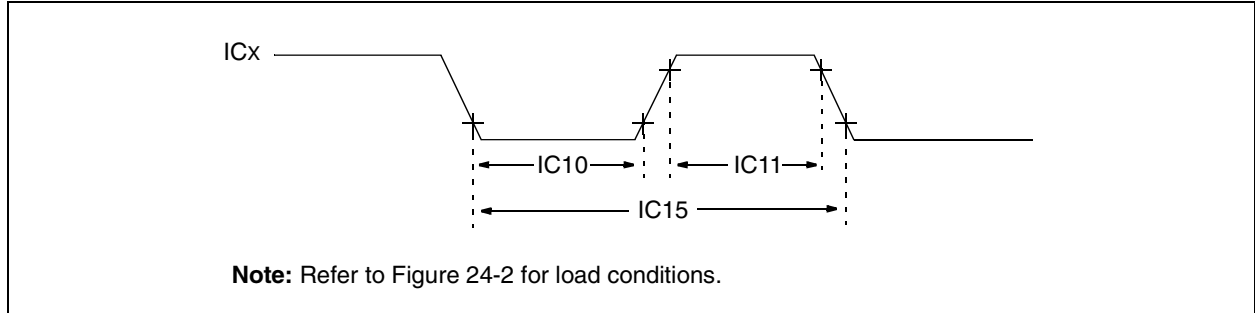 ICx
IC10
IC11
IC15
Note: Refer to Figure 24-2 for load conditions.